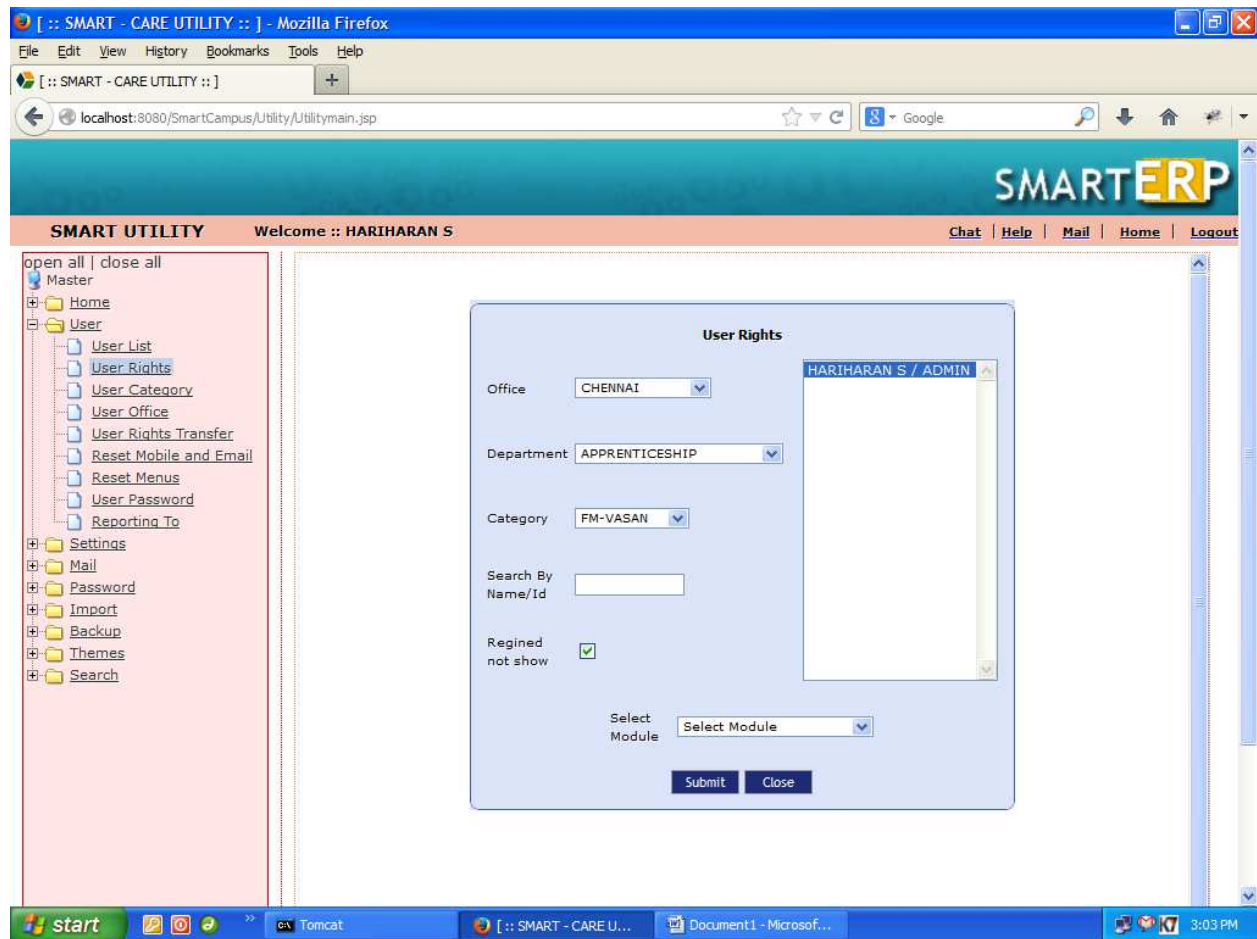 [ :: SMART - CARE UTILITY :: ] - Mozilla Firefox
File Edit View History Bookmarks Tools Help
[ :: SMART - CARE UTILITY :: ] +
localhost:8080/SmartCampus/Utility/Utilitymain.jsp
8 Google
SMARTERP
SMART UTILITY Welcome :: HARIHARAN S Chat | Help | Mail | Home | Logout
open all | close all
Master
Home
User
User List
User Rights
User Category
User Office
User Rights Transfer
Reset Mobile and Email
Reset Menus
User Password
Reporting To
Settings
Mail
Password
Import
Backup
Themes
Search
User Rights
Office CHENNAI
HARIHARAN S / ADMIN
Department APPRENTICESHIP
Category FM-VASAN
Search By
Name/Id
Regined
not show
Select
Module
Select Module
Submit Close
start Tomcat [ :: SMART - CARE U... Document1 - Microsof... 3:03 PM